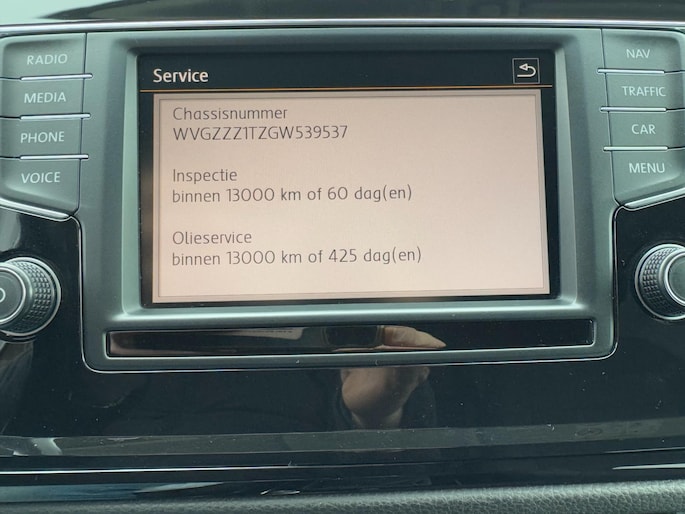 Service
RADIO
MEDIA
PHONE
VOICE
Chassisnummer
WVGZZZ1TZGW539537
Inspectie
binnen 13000 km of 60 dag(en)
Olieservice
binnen 13000 km of 425 dag(en)
NAV
TRAFFIC
CAR
MENU